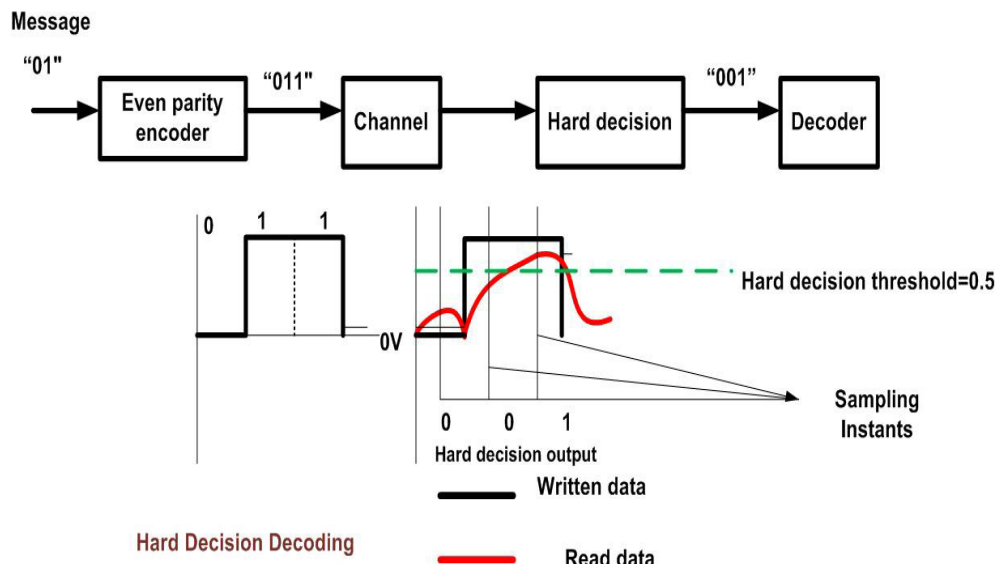 Message
“01"
Even parity
encoder
“011"
Channel
Hard decision
“001”
Decoder
0 1 1
Hard decision threshold=0.5
0V
Sampling
Instants
0 0 1
Hard decision output
Written data
Hard Decision Decoding
Read data